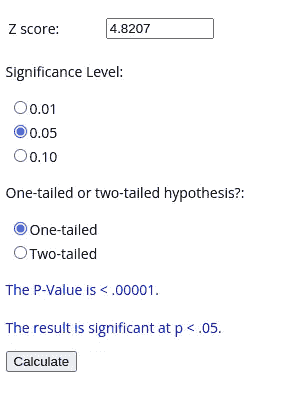 Z score: 4.8207
Significance Level:
0.01
0.05
0.10
One-tailed or two-tailed hypothesis?:
One-tailed
Two-tailed
The P-Value is < .00001.
The result is significant at p < .05.
Calculate